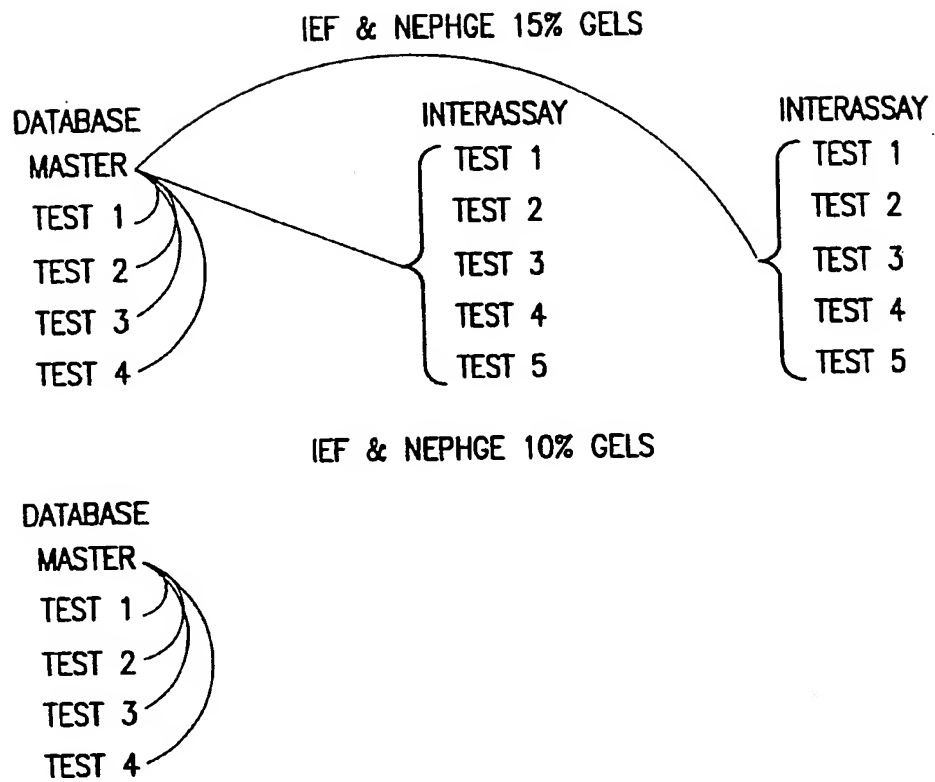 IEF & NEPHGE 15% GELS
DATABASE
MASTER
TEST 1
TEST 2
TEST 3
TEST 4
INTERASSAY
TEST 1
TEST 2
TEST 3
TEST 4
TEST 5
INTERASSAY
TEST 1
TEST 2
TEST 3
TEST 4
TEST 5
IEF & NEPHGE 10% GELS
DATABASE
MASTER
TEST 1
TEST 2
TEST 3
TEST 4